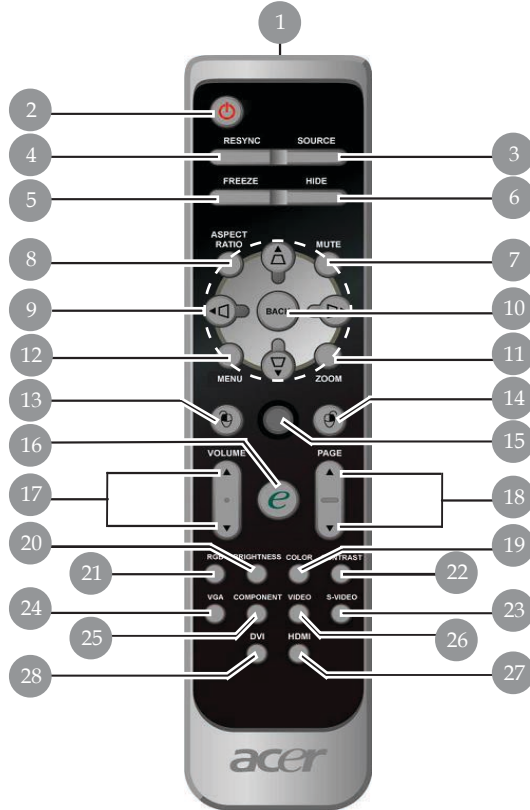 1
2
RESYNC SOURCE
4 3
FREEZE HIDE
5 6
ASPECT
RATIO MUTE
8 7
9 BACK 10
12 11
MENU ZOOM
13 14
15
16
VOLUME PAGE
e
17 18
20 19
RGB BRIGHTNESS COLOR CONTRAST
21 22
VGA COMPONENT VIDEO S-VIDEO
24 23
25 26
DVI HDMI
28 27
acer